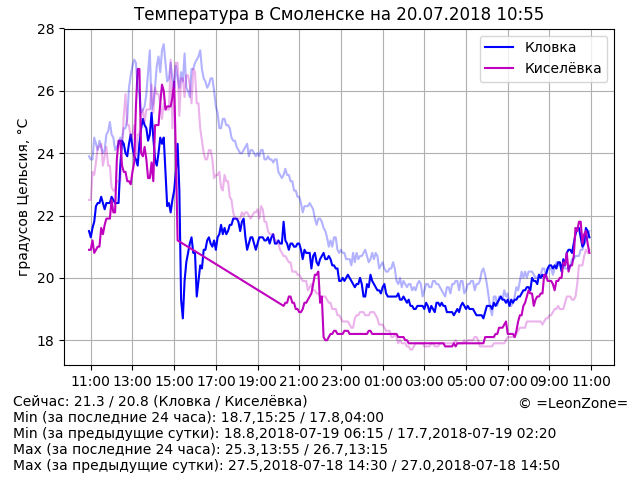 Температура в Смоленске на 20.07.2018 10:55
градусов Цельсия, °C
28
26
24
22
20
18
Кловка
Киселёвка
11:00 13:00 15:00 17:00 19:00 21:00 23:00 01:00 03:00 05:00 07:00 09:00 11:00
Сейчас: 21.3 / 20.8 (Кловка / Киселёвка)
© =LeonZone=
Min (за последние 24 часа): 18.7,15:25 / 17.8,04:00
Min (за предыдущие сутки): 18.8,2018-07-19 06:15 / 17.7,2018-07-19 02:20
Max (за последние 24 часа): 25.3,13:55 / 26.7,13:15
Max (за предыдущие сутки): 27.5,2018-07-18 14:30 / 27.0,2018-07-18 14:50